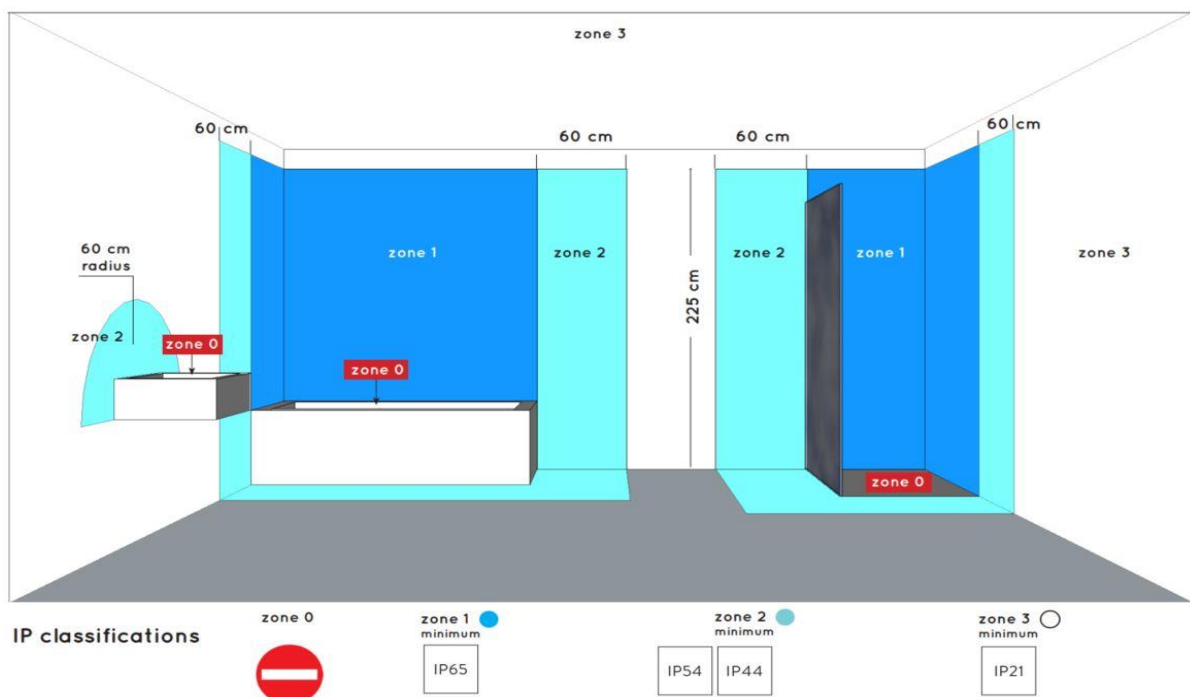 zone 3
60 cm
60 cm
60 cm
60 cm
60 cm
radius
zone 1
zone 2
zone 2
zone 1
zone 3
225 cm
zone 2
zone 0
zone 0
zone 0
IP classifications
zone 0
zone 1
minimum
IP65
zone 2
minimum
IP54
IP44
zone 3
minimum
IP21